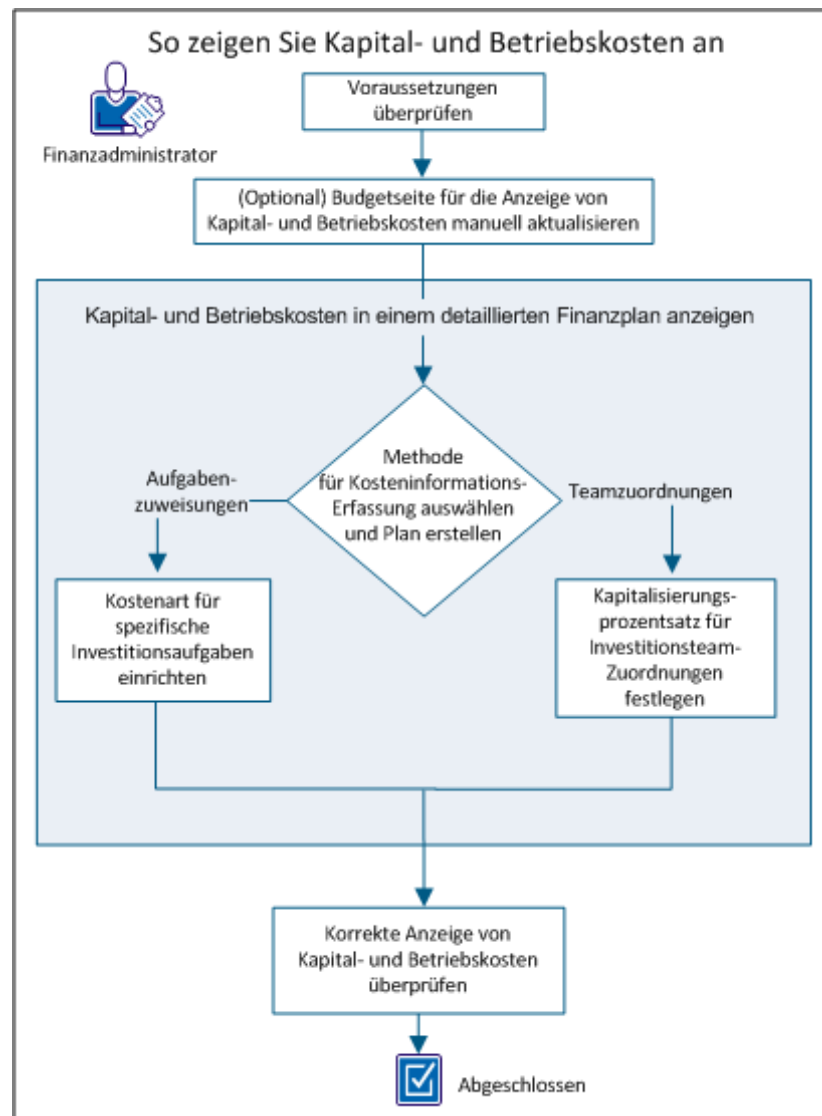 So zeigen Sie Kapital- und Betriebskosten an
Finanzadministrator
Voraussetzungen
überprüfen
(Optional) Budgetseite für die Anzeige von
Kapital- und Betriebskosten manuell aktualisieren
Kapital- und Betriebskosten in einem detaillierten Finanzplan anzeigen
Methode
für Kosteninformations-
Erfassung auswählen
und Plan erstellen
Aufgaben-
zuweisungen
Teamzuordnungen
Kostenart für
spezifische
Investitionsaufgaben
einrichten
Kapitalisierungs-
prozentsatz für
Investitionsteam-
Zuordnungen
festlegen
Korrekte Anzeige von
Kapital- und Betriebskosten
überprüfen
Abgeschlossen